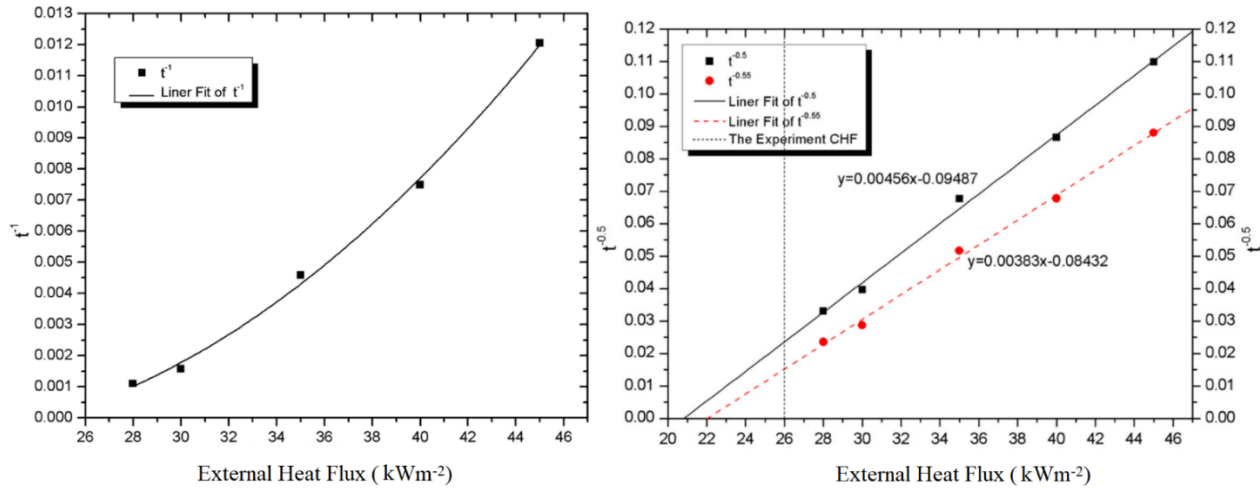 0.013
0.012
0.011
0.010
0.009
0.008
0.007
0.006
0.005
0.004
0.003
0.002
0.001
0.000
t⁻¹
t⁻¹
Liner Fit of t⁻¹
26 28 30 32 34 36 38 40 42 44 46
External Heat Flux ( kWm-2)
0.12
0.11
0.10
0.09
0.08
0.07
0.06
0.05
0.04
0.03
0.02
0.01
0.00
t⁻⁰·⁵
t⁻⁰·⁵
t⁻⁰·⁵⁵
Liner Fit of t⁻⁰·⁵
Liner Fit of t⁻⁰·⁵⁵
The Experiment CHF
y=0.00456x-0.09487
y=0.00383x-0.08432
0.12
0.11
0.10
0.09
0.08
0.07
0.06
0.05
0.04
0.03
0.02
0.01
0.00
t⁻⁰·⁵
20 22 24 26 28 30 32 34 36 38 40 42 44 46
External Heat Flux ( kWm-2)